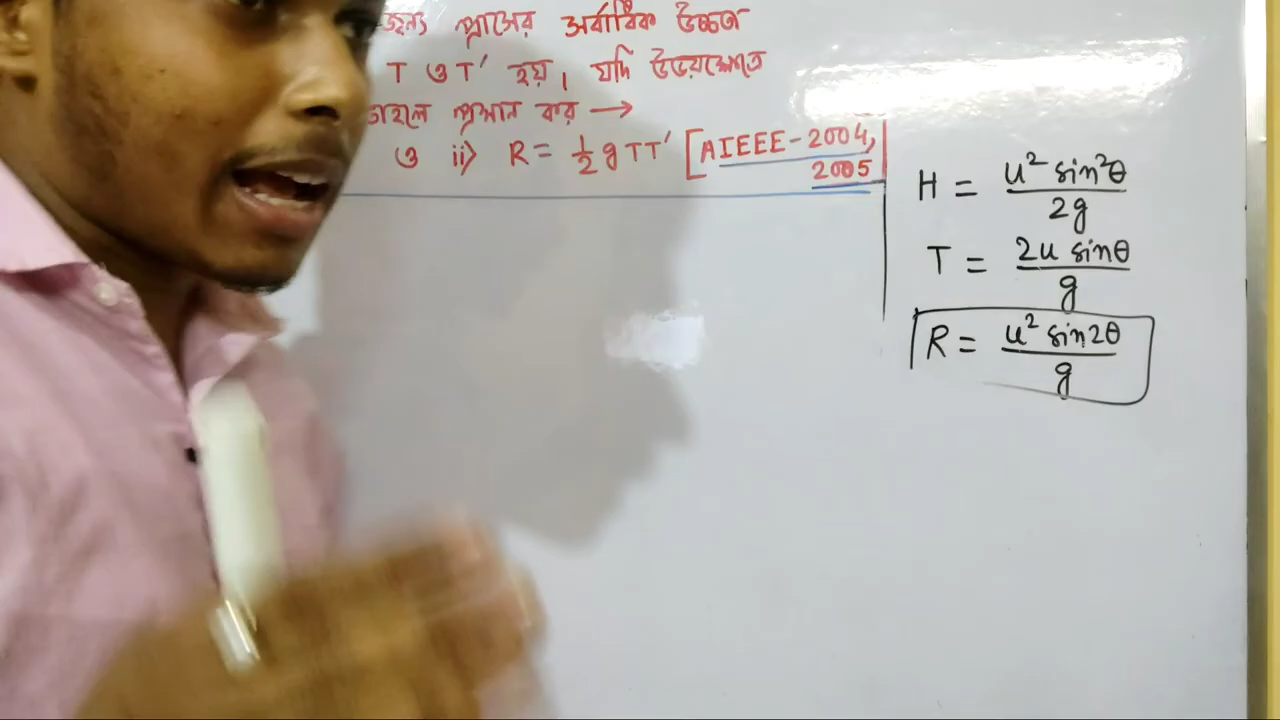 জন্য প্রাসের সর্বাধিক উচ্চতা
T ও T′ হয়, যদি উভয়ক্ষেত্রে
তাহলে প্রমান কর →
ও ii> R = 1/2 g T T′ [AIEEE - 2004,
2005
H = u² sin²θ / 2g
T = 2u sinθ / g
R = u² sin2θ / g